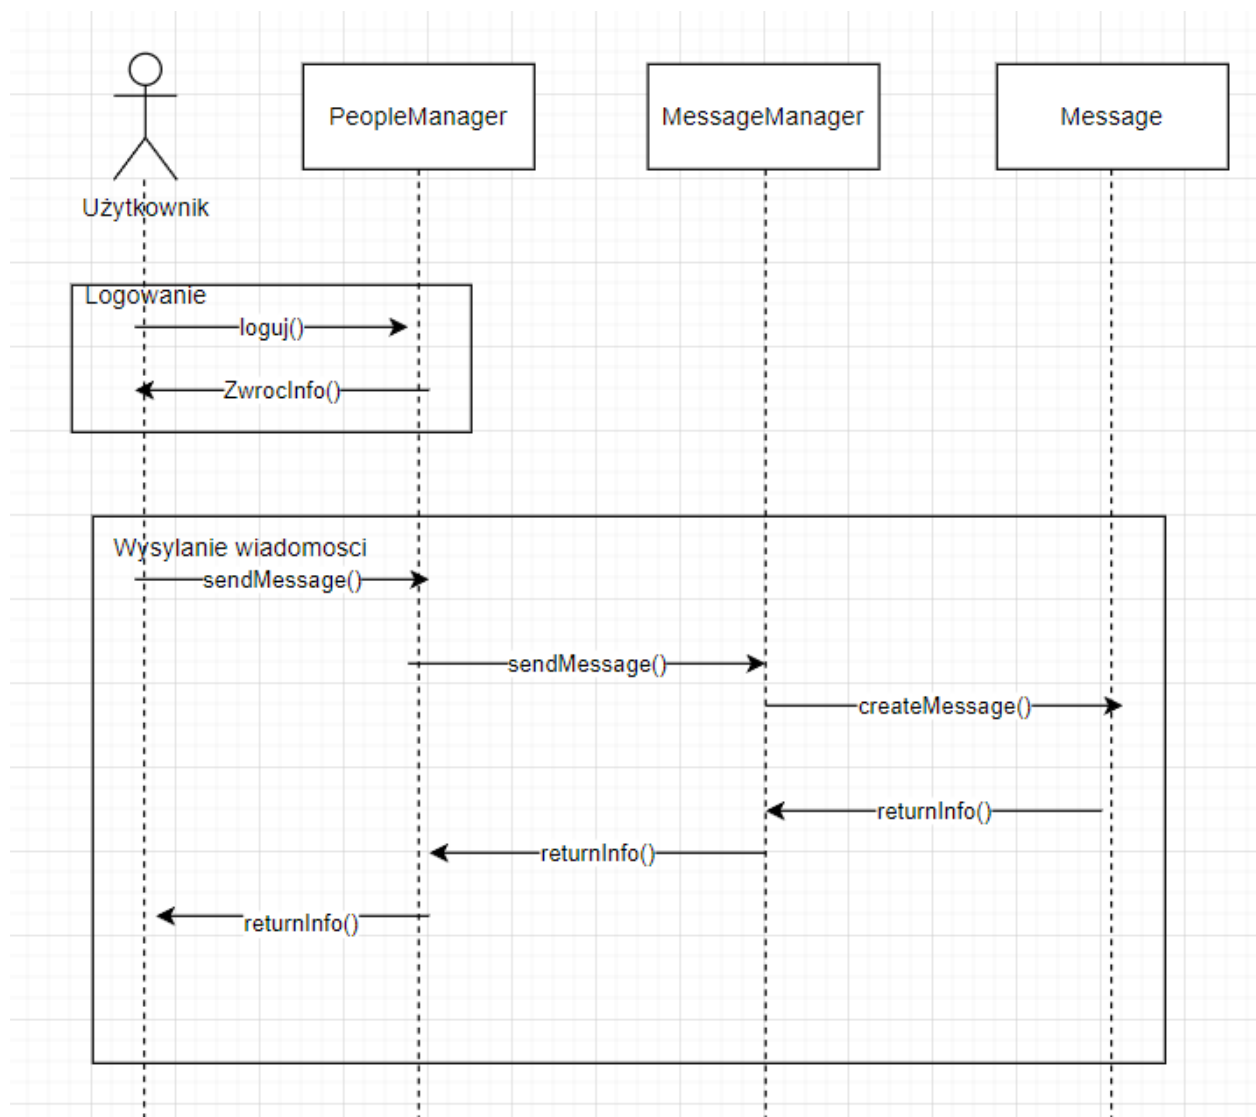 PeopleManager
MessageManager
Message
Użytkownik
Logowanie
loguj()
ZwrocInfo()
Wysylanie wiadomosci
sendMessage()
sendMessage()
createMessage()
returnInfo()
returnInfo()
returnInfo()